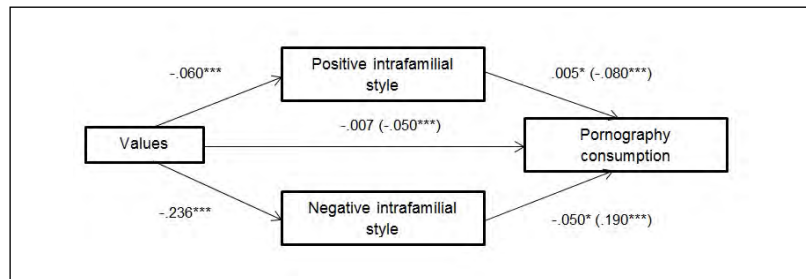 -.060***
Positive intrafamilial
style
.005* (-.080***)
-.007 (-.050***)
Values
Pornography
consumption
-.236***
Negative intrafamilial
style
-.050* (.190***)